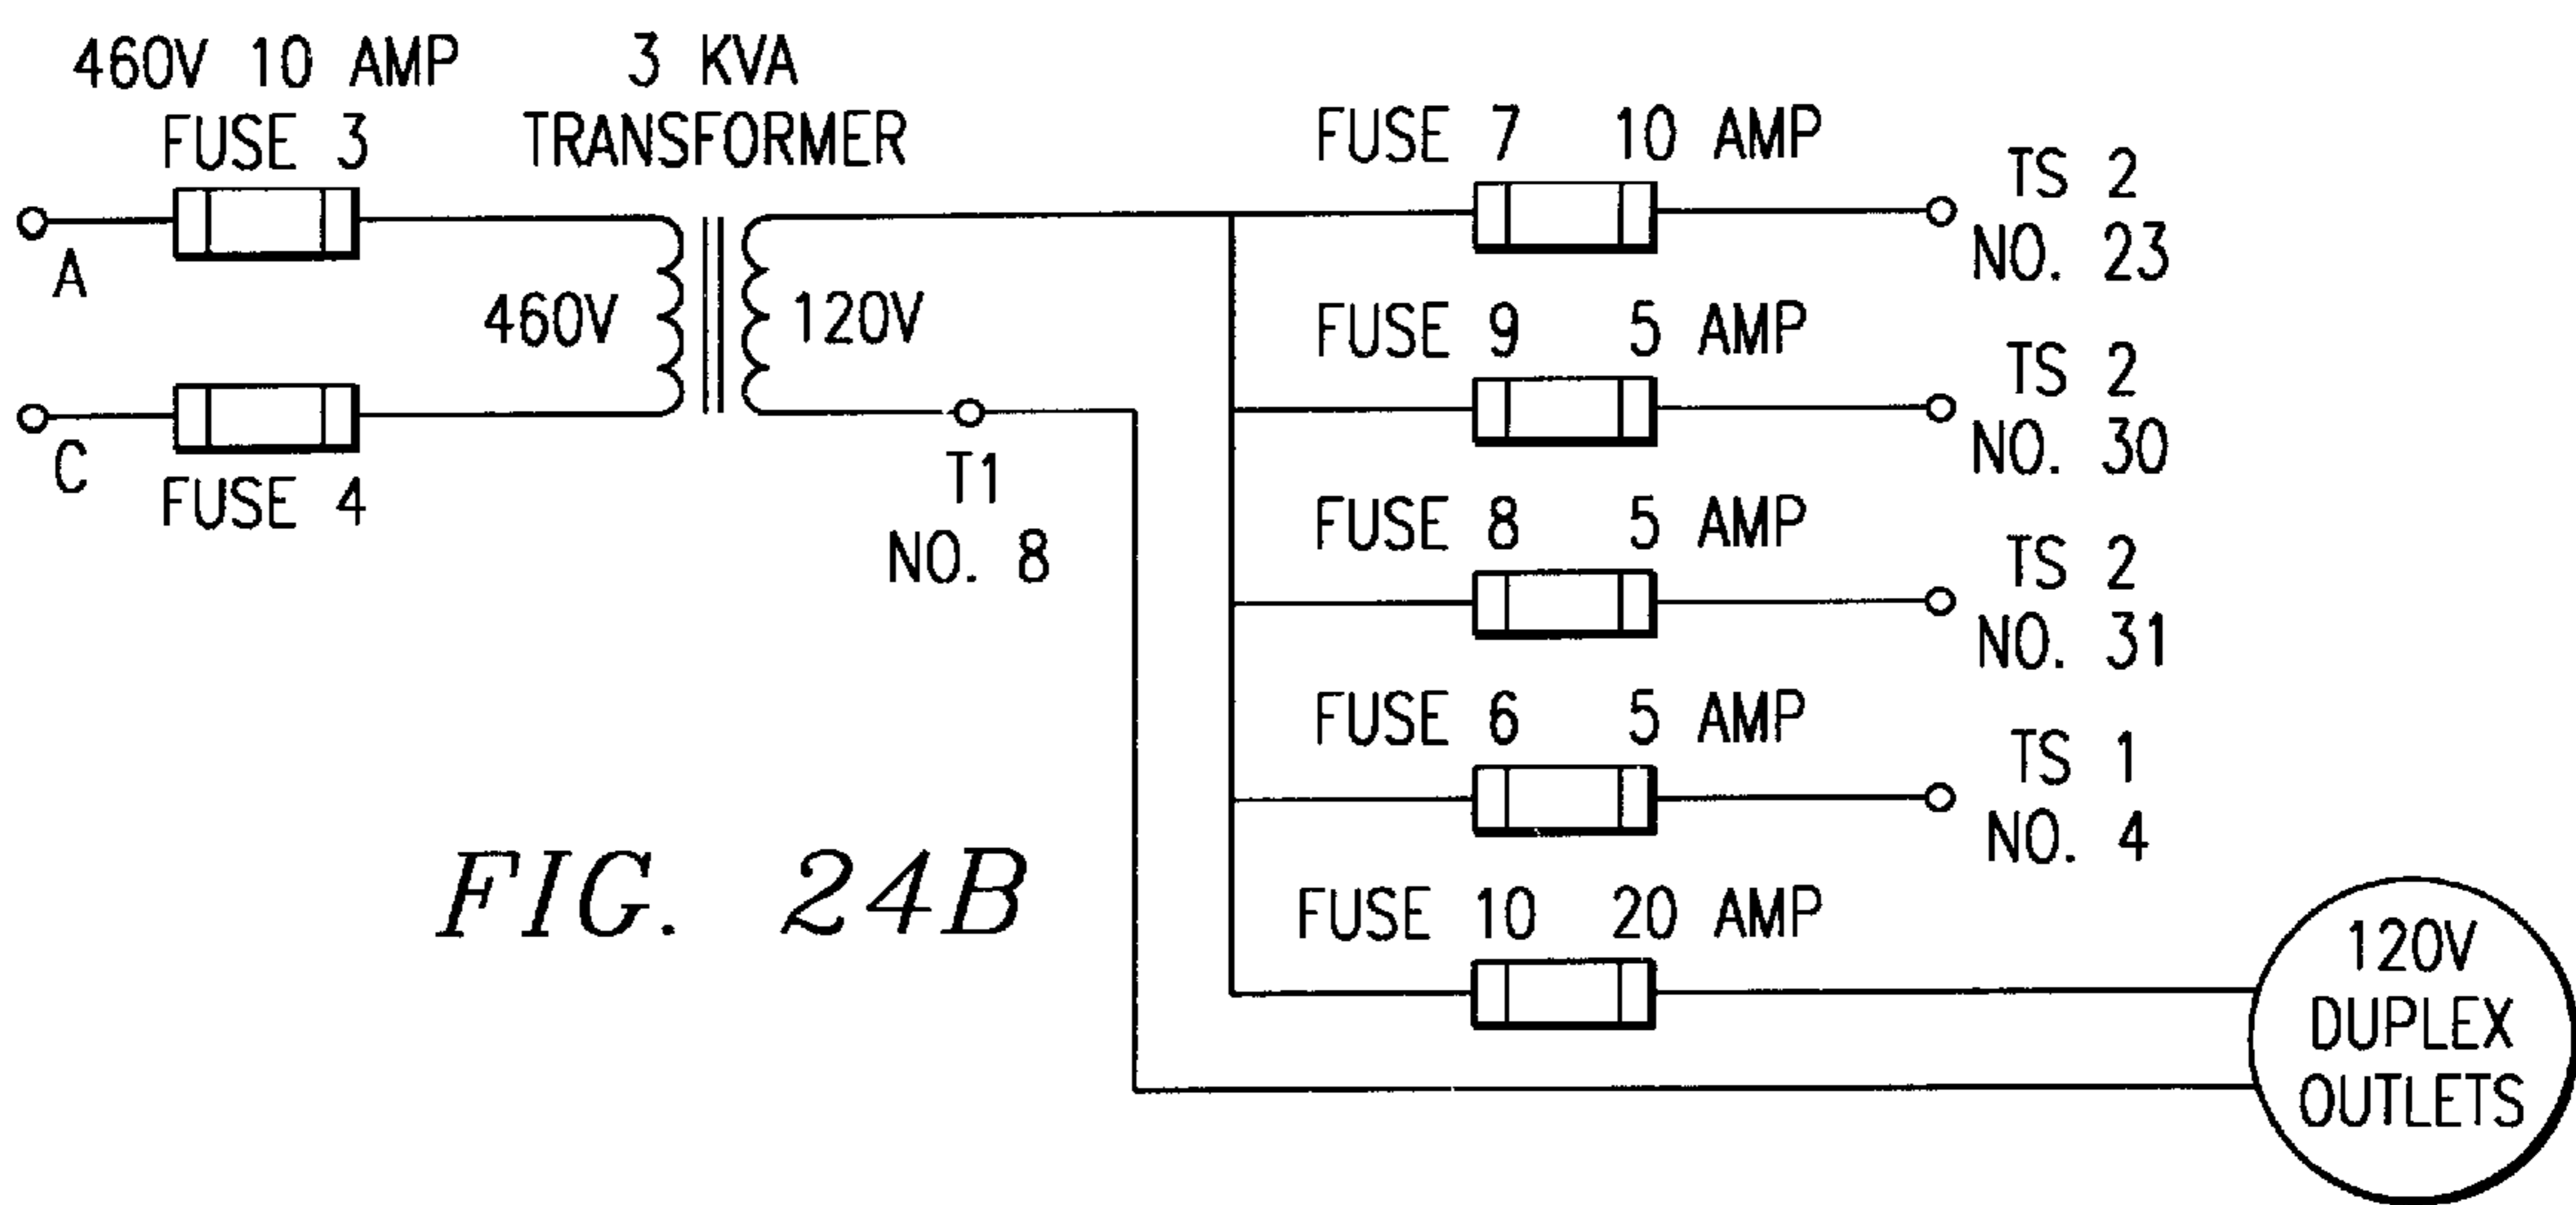 460V 10 AMP
FUSE 3
3 KVA
TRANSFORMER
A
C
FUSE 4
460V
120V
T1
NO. 8
FUSE 7 10 AMP
TS 2
NO. 23
FUSE 9 5 AMP
TS 2
NO. 30
FUSE 8 5 AMP
TS 2
NO. 31
FUSE 6 5 AMP
TS 1
NO. 4
FUSE 10 20 AMP
120V
DUPLEX
OUTLETS
FIG. 24B